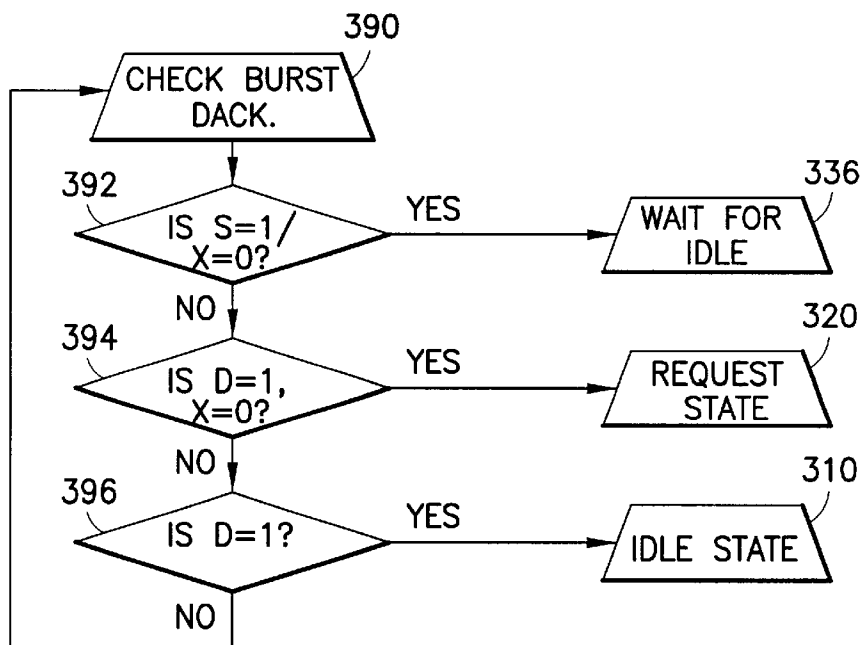 390
CHECK BURST
DACK.
392
IS S=1/
X=0?
YES
336
WAIT FOR
IDLE
NO
394
IS D=1,
X=0?
YES
320
REQUEST
STATE
NO
396
IS D=1?
YES
310
IDLE STATE
NO